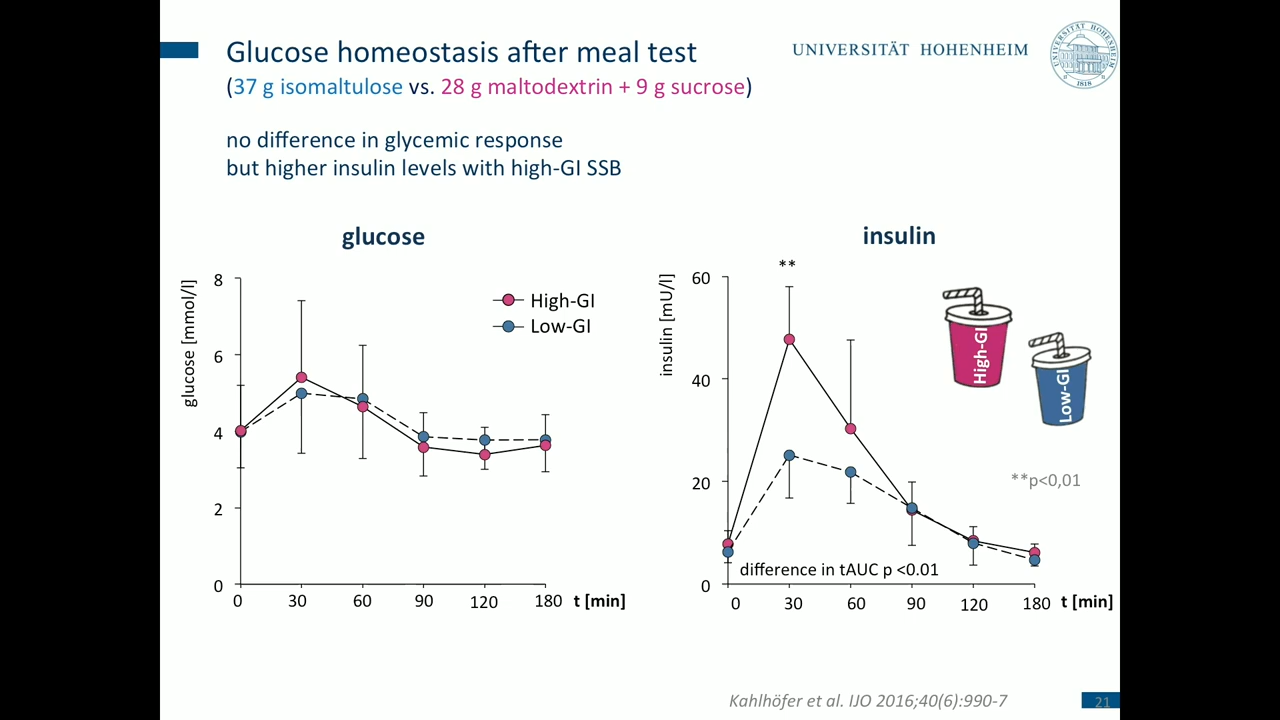 Glucose homeostasis after meal test
(37 g isomaltulose vs. 28 g maltodextrin + 9 g sucrose)
UNIVERSITÄT HOHENHEIM
UNIVERSITÄT HOHENHEIM
1818
no difference in glycemic response
but higher insulin levels with high-GI SSB
glucose
glucose [mmol/l]
8
6
4
2
0
High-GI
Low-GI
0 30 60 90 120 180 t [min]
insulin
insulin [mU/l]
60
40
20
0
**
High-GI
Low-GI
**p<0,01
difference in tAUC p <0.01
0 30 60 90 120 180 t [min]
Kahlhöfer et al. IJO 2016;40(6):990-7
21